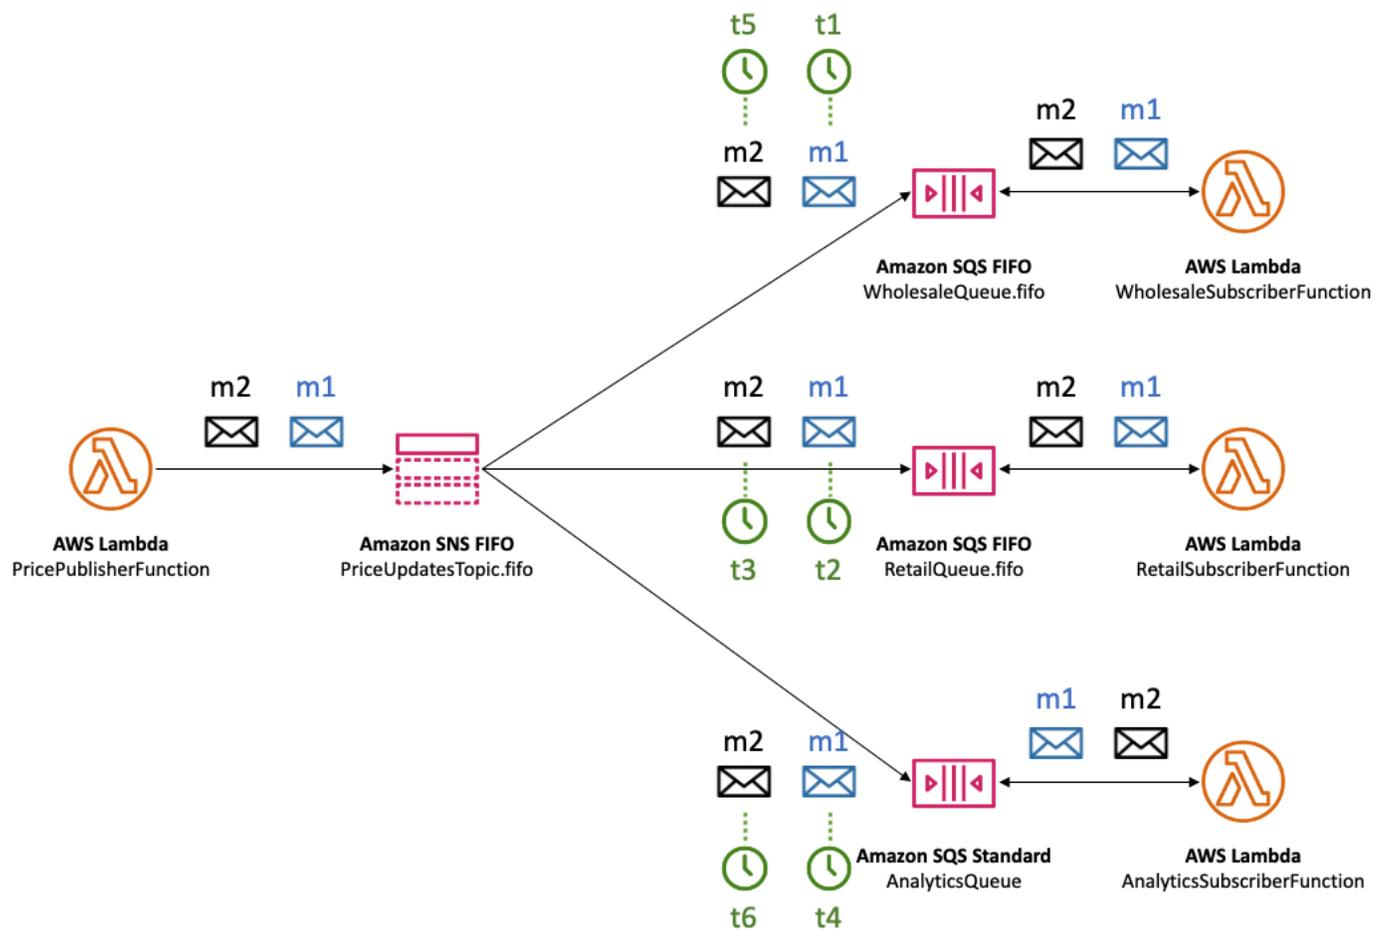 t5 t1
m2 m1
m2 m1
Amazon SQS FIFO
WholesaleQueue.fifo
AWS Lambda
WholesaleSubscriberFunction
m2 m1
AWS Lambda
PricePublisherFunction
Amazon SNS FIFO
PriceUpdatesTopic.fifo
m2 m1
t3 t2
m2 m1
Amazon SQS FIFO
RetailQueue.fifo
AWS Lambda
RetailSubscriberFunction
m2 m1
t6 t4
m1 m2
Amazon SQS Standard
AnalyticsQueue
AWS Lambda
AnalyticsSubscriberFunction